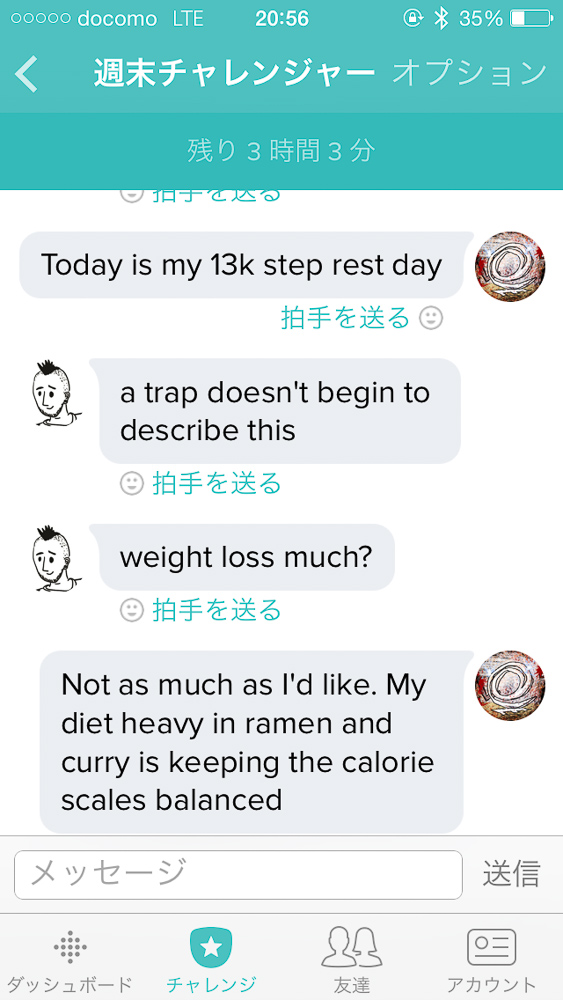 docomo LTE 20:56 35%
週末チャレンジャー オプション
残り 3 時間 3 分
拍手を送る
Today is my 13k step rest day
拍手を送る
a trap doesn't begin to
describe this
拍手を送る
weight loss much?
拍手を送る
Not as much as I'd like. My
diet heavy in ramen and
curry is keeping the calorie
scales balanced
メッセージ 送信
ダッシュボード チャレンジ 友達 アカウント